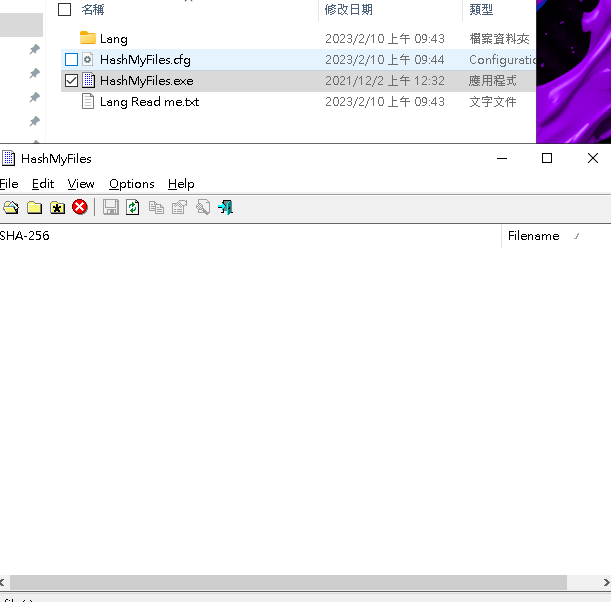 名稱 修改日期 類型
Lang 2023/2/10 上午 09:43 檔案資料夾
HashMyFiles.cfg 2023/2/10 上午 09:44 Configuratio
HashMyFiles.exe 2021/12/2 上午 12:32 應用程式
Lang Read me.txt 2023/2/10 上午 09:43 文字文件
HashMyFiles
File Edit View Options Help
SHA-256 Filename